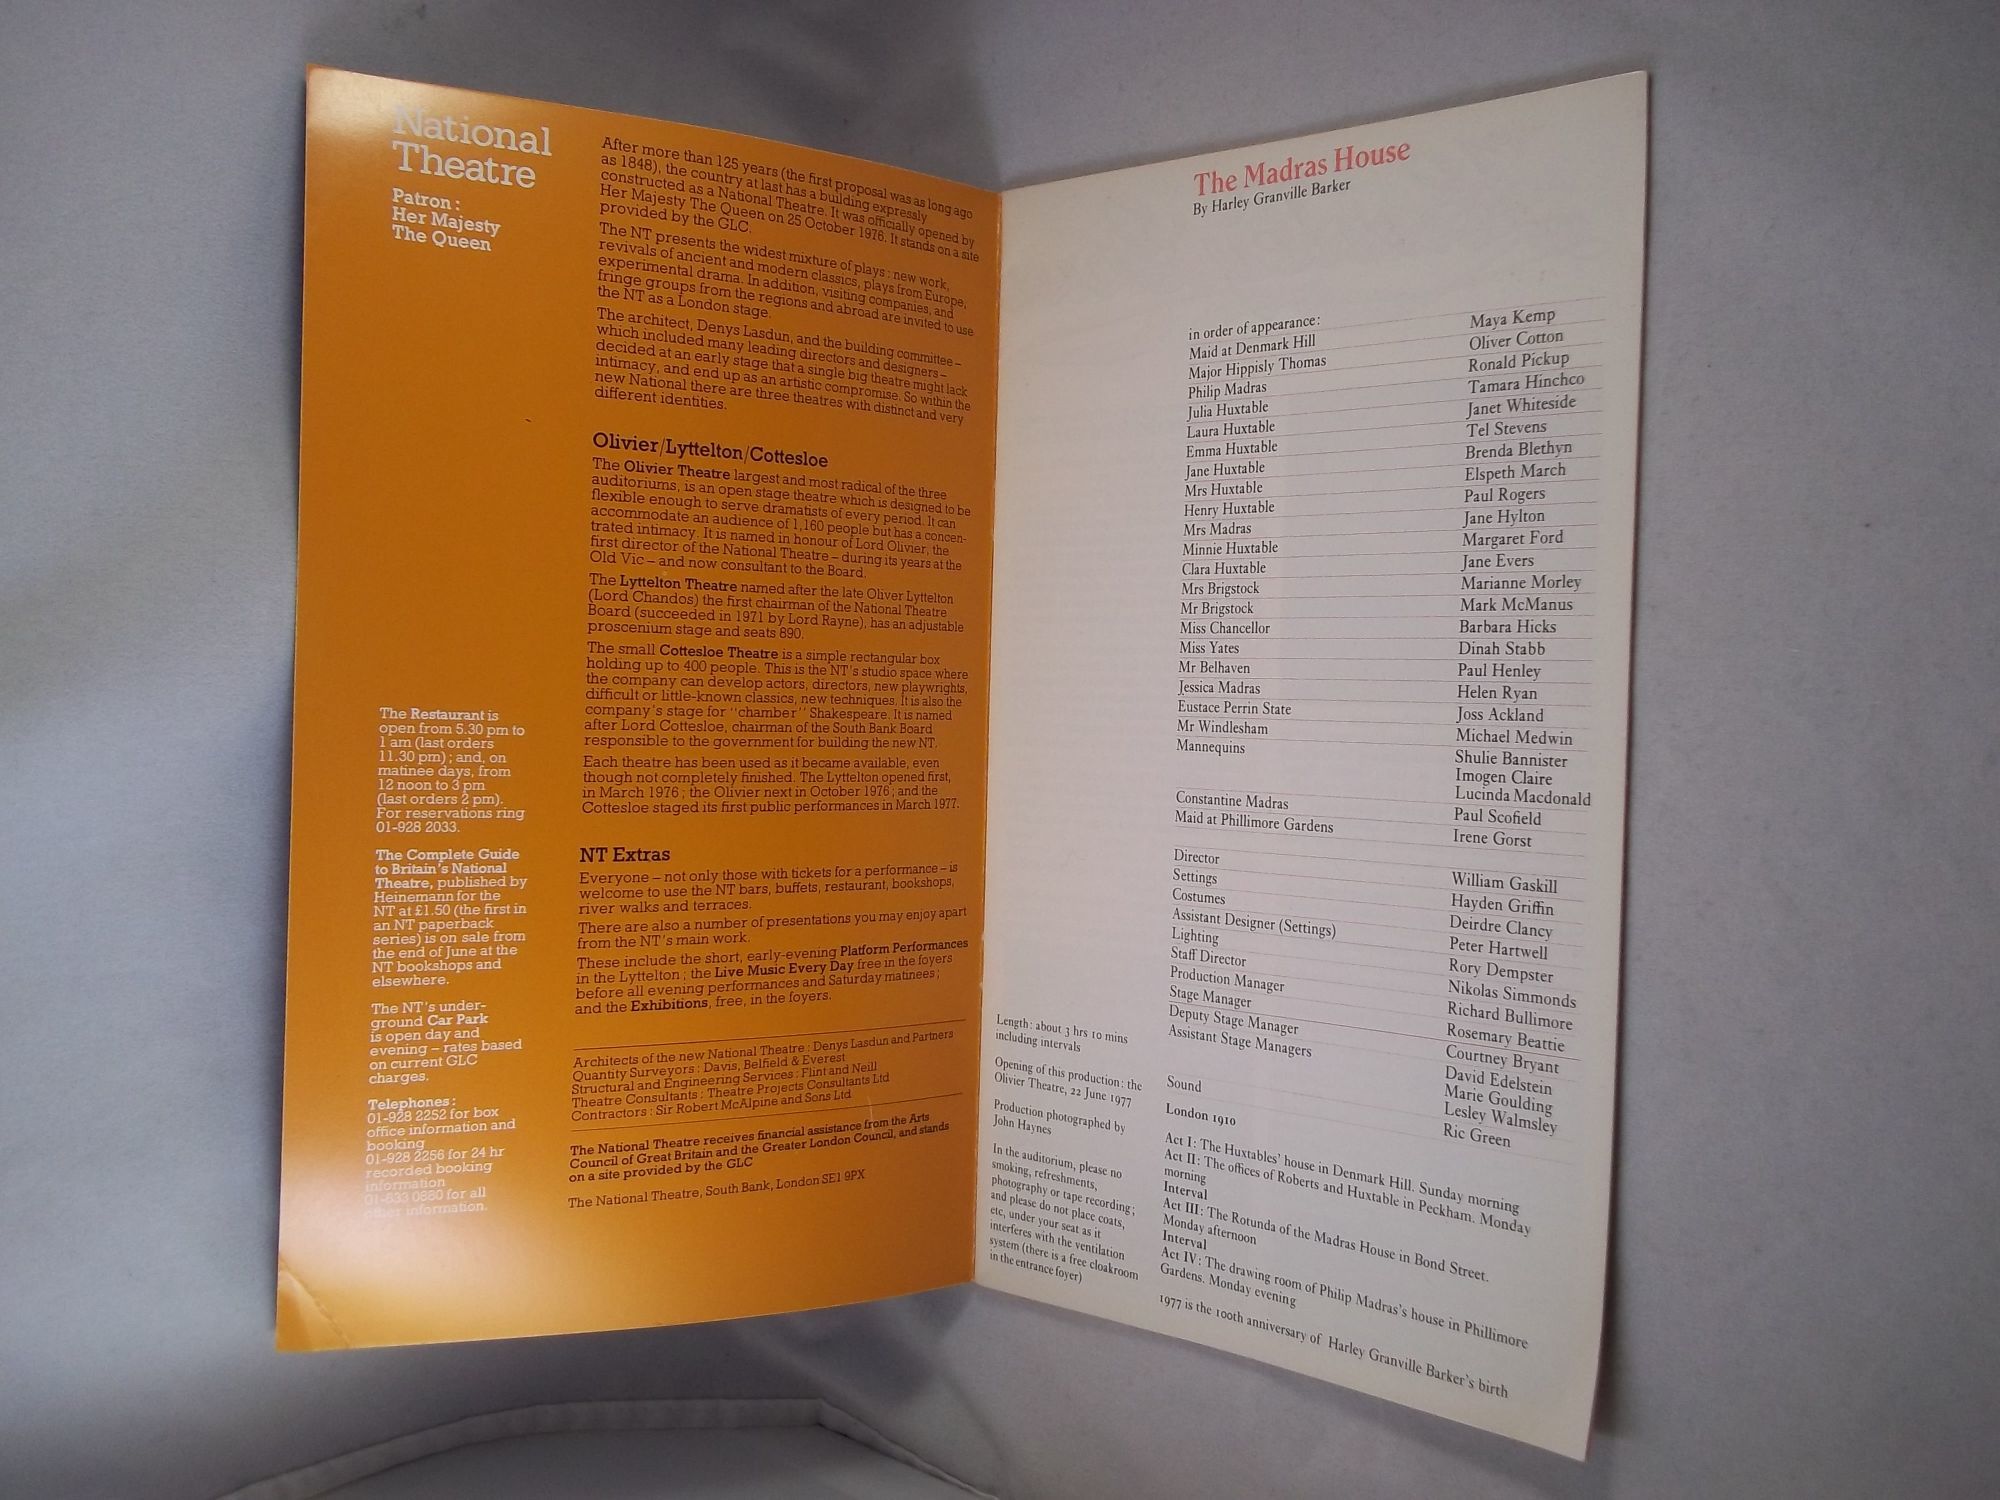 National
Theatre
Patron :
Her Majesty
The Queen
The Restaurant is
open from 5.30 pm to
1 am (last orders
11.30 pm) ; and, on
matinee days, from
12 noon to 3 pm
(last orders 2 pm).
For reservations ring
01-928 2033.
The Complete Guide
to Britain's National
Theatre, published by
Heinemann for the
NT at £1.50 (the first in
an NT paperback
series) is on sale from
the end of June at the
NT bookshops and
elsewhere.
The NT's under-
ground Car Park
is open day and
evening – rates based
on current GLC
charges.
Telephones :
01-928 2252 for box
office information and
booking
01-928 2256 for 24 hr
recorded booking
information
01-633 0880 for all
other information.
After more than 125 years (the first proposal was as long ago
as 1848), the country at last has a building expressly
constructed as a National Theatre. It was officially opened by
Her Majesty The Queen on 25 October 1976. It stands on a site
provided by the GLC.
The NT presents the widest mixture of plays : new work,
revivals of ancient and modern classics, plays from Europe,
experimental drama. In addition, visiting companies, and
fringe groups from the regions and abroad are invited to use
the NT as a London stage.
The architect, Denys Lasdun, and the building committee –
which included many leading directors and designers –
decided at an early stage that a single big theatre might lack
intimacy, and end up as an artistic compromise. So within the
new National there are three theatres with distinct and very
different identities.
Olivier/Lyttelton/Cottesloe
The Olivier Theatre largest and most radical of the three
auditoriums, is an open stage theatre which is designed to be
flexible enough to serve dramatists of every period. It can
accommodate an audience of 1,160 people but has a concen-
trated intimacy. It is named in honour of Lord Olivier, the
first director of the National Theatre – during its years at the
Old Vic – and now consultant to the Board.
The Lyttelton Theatre named after the late Oliver Lyttelton
(Lord Chandos) the first chairman of the National Theatre
Board (succeeded in 1971 by Lord Rayne), has an adjustable
proscenium stage and seats 890.
The small Cottesloe Theatre is a simple rectangular box
holding up to 400 people. This is the NT's studio space where
the company can develop actors, directors, new playwrights,
difficult or little-known classics, new techniques. It is also the
company's stage for "chamber" Shakespeare. It is named
after Lord Cottesloe, chairman of the South Bank Board
responsible to the government for building the new NT.
Each theatre has been used as it became available, even
though not completely finished. The Lyttelton opened first,
in March 1976 ; the Olivier next in October 1976 ; and the
Cottesloe staged its first public performances in March 1977.
NT Extras
Everyone – not only those with tickets for a performance – is
welcome to use the NT bars, buffets, restaurant, bookshops,
river walks and terraces.
There are also a number of presentations you may enjoy apart
from the NT's main work.
These include the short, early-evening Platform Performances
in the Lyttelton ; the Live Music Every Day free in the foyers
before all evening performances and Saturday matinees ;
and the Exhibitions, free, in the foyers.
Architects of the new National Theatre : Denys Lasdun and Partners
Quantity Surveyors : Davis, Belfield & Everest
Structural and Engineering Services : Flint and Neill
Theatre Consultants : Theatre Projects Consultants Ltd
Contractors : Sir Robert McAlpine and Sons Ltd
The National Theatre receives financial assistance from the Arts
Council of Great Britain and the Greater London Council, and stands
on a site provided by the GLC
The National Theatre, South Bank, London SE1 9PX
The Madras House
By Harley Granville Barker
in order of appearance:
Maid at Denmark Hill Maya Kemp
Major Hippisly Thomas Oliver Cotton
Philip Madras Ronald Pickup
Julia Huxtable Tamara Hinchco
Laura Huxtable Janet Whiteside
Emma Huxtable Tel Stevens
Jane Huxtable Brenda Blethyn
Mrs Huxtable Elspeth March
Henry Huxtable Paul Rogers
Mrs Madras Jane Hylton
Minnie Huxtable Margaret Ford
Clara Huxtable Jane Evers
Mrs Brigstock Marianne Morley
Mr Brigstock Mark McManus
Miss Chancellor Barbara Hicks
Miss Yates Dinah Stabb
Mr Belhaven Paul Henley
Jessica Madras Helen Ryan
Eustace Perrin State Joss Ackland
Mr Windlesham Michael Medwin
Mannequins Shulie Bannister
Imogen Claire
Lucinda Macdonald
Constantine Madras Paul Scofield
Maid at Phillimore Gardens Irene Gorst
Director William Gaskill
Settings Hayden Griffin
Costumes Deirdre Clancy
Assistant Designer (Settings) Peter Hartwell
Lighting Rory Dempster
Staff Director Nikolas Simmonds
Production Manager Richard Bullimore
Stage Manager Rosemary Beattie
Deputy Stage Manager Courtney Bryant
Assistant Stage Managers David Edelstein
Marie Goulding
Lesley Walmsley
Sound Ric Green
London 1910
Act I: The Huxtables' house in Denmark Hill. Sunday morning
Act II: The offices of Roberts and Huxtable in Peckham. Monday
morning
Interval
Act III: The Rotunda of the Madras House in Bond Street.
Monday afternoon
Interval
Act IV: The drawing room of Philip Madras's house in Phillimore
Gardens. Monday evening
1977 is the 100th anniversary of Harley Granville Barker's birth
Length: about 3 hrs 10 mins
including intervals
Opening of this production: the
Olivier Theatre, 22 June 1977
Production photographed by
John Haynes
In the auditorium, please no
smoking, refreshments,
photography or tape recording;
and please do not place coats,
etc, under your seat as it
interferes with the ventilation
system (there is a free cloakroom
in the entrance foyer)